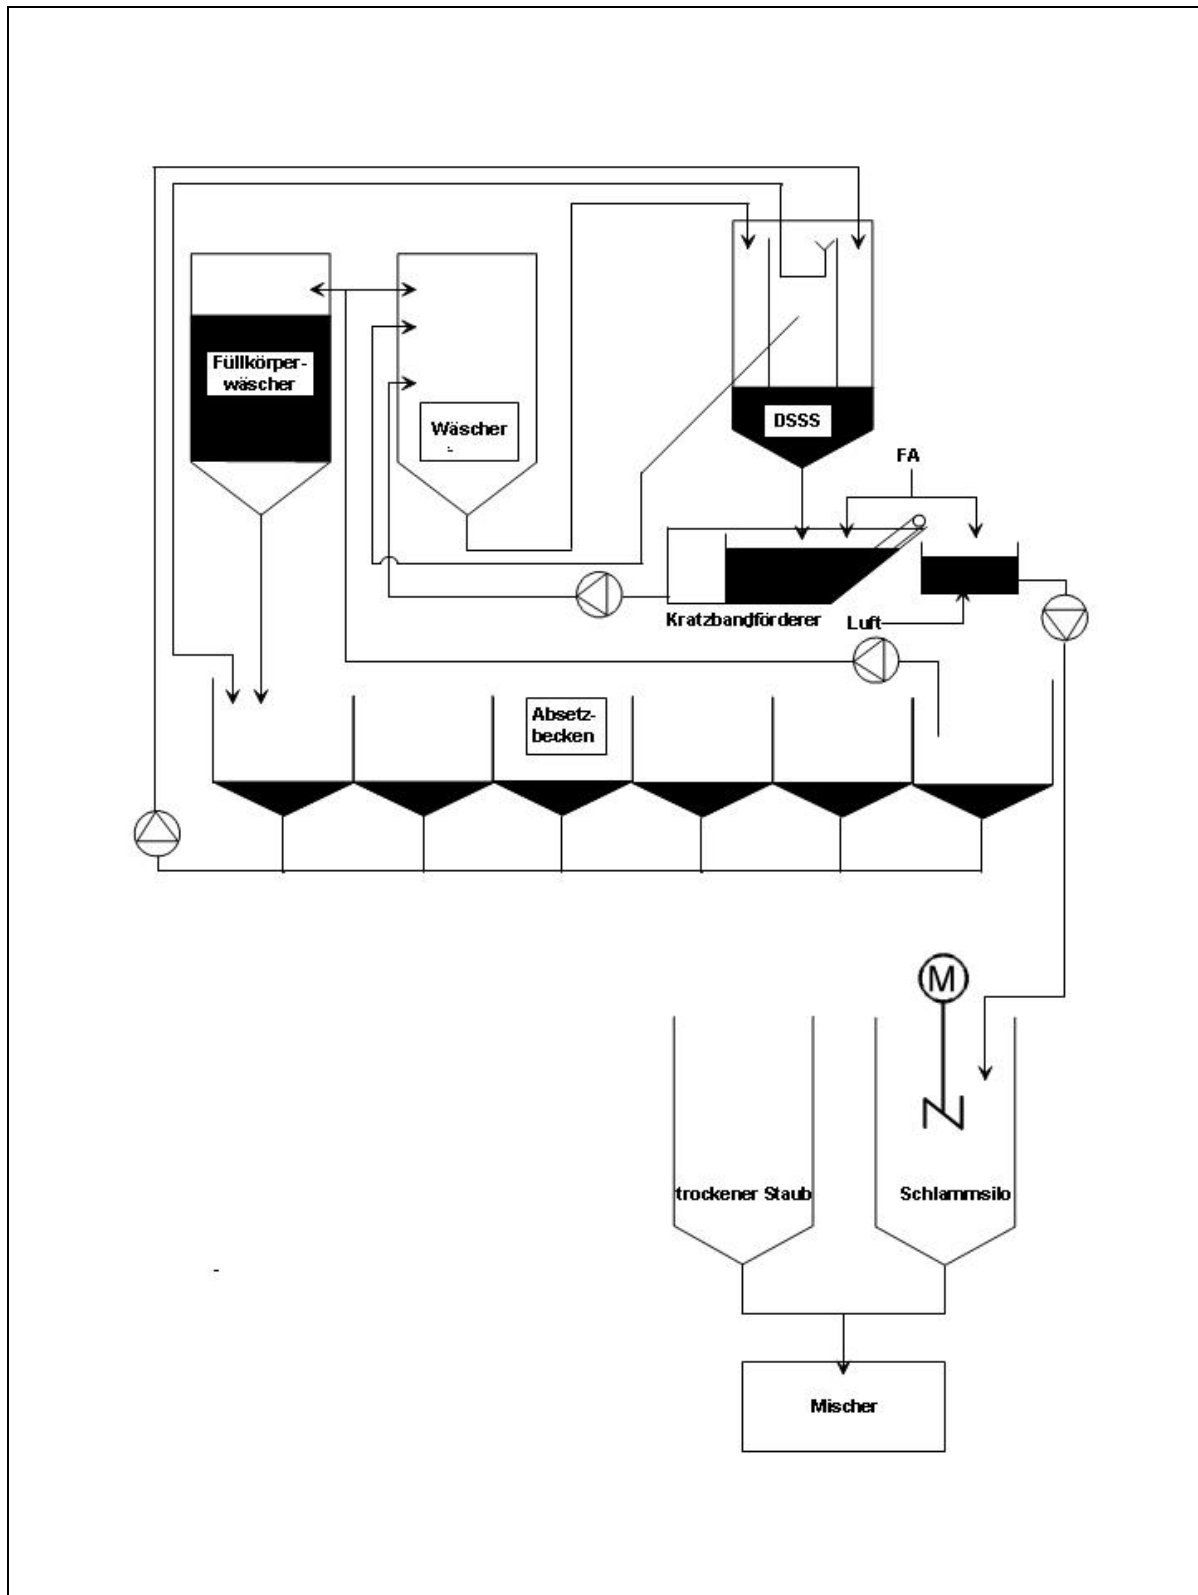 Füllkörper-
wäscher
Wäscher
-
DSSS
FA
Kratzbandförderer
Luft
Absetz-
becken
M
trockener Staub
Schlammsilo
-
Mischer